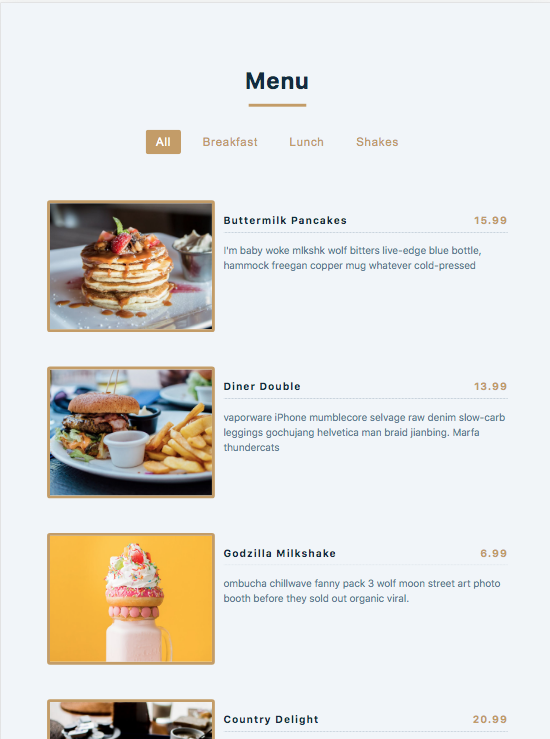 Menu
All Breakfast Lunch Shakes
Buttermilk Pancakes 15.99
I'm baby woke mlkshk wolf bitters live-edge blue bottle,
hammock freegan copper mug whatever cold-pressed
Diner Double 13.99
vaporware iPhone mumblecore selvage raw denim slow-carb
leggings gochujang helvetica man braid jianbing. Marfa
thundercats
Godzilla Milkshake 6.99
ombucha chillwave fanny pack 3 wolf moon street art photo
booth before they sold out organic viral.
Country Delight 20.99